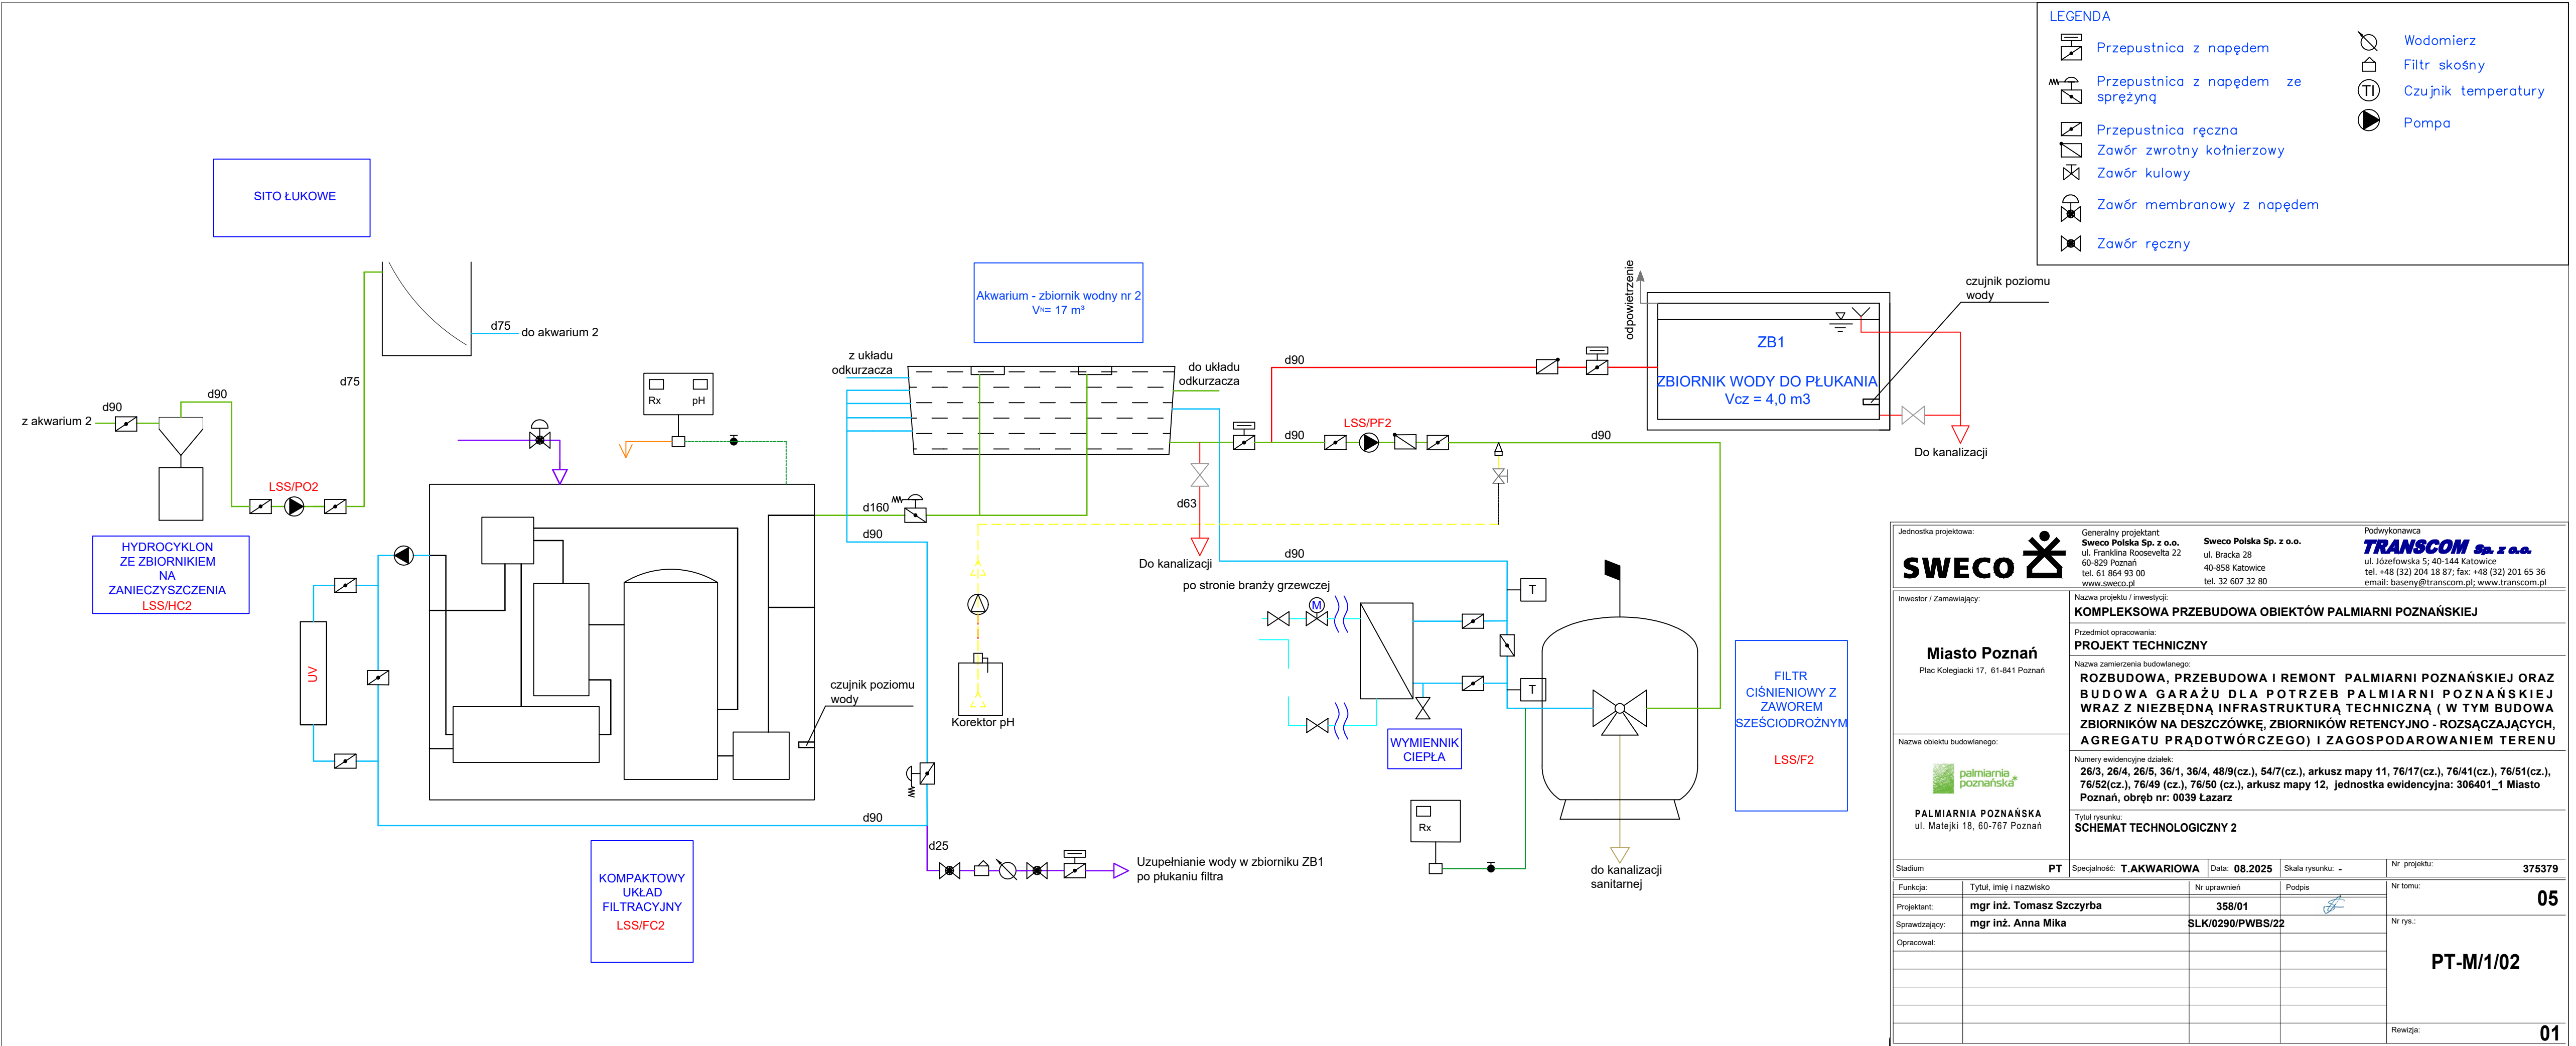 LEGENDA
Przepustnica z napędem
Przepustnica z napędem ze
sprężyną
Przepustnica ręczna
Zawór zwrotny kołnierzowy
Zawór kulowy
Zawór membranowy z napędem
Zawór ręczny
Wodomierz
Filtr skośny
TI
Czujnik temperatury
Pompa
SITO ŁUKOWE
d75
do akwarium 2
d75
d90
z akwarium 2
d90
LSS/PO2
HYDROCYKLON
ZE ZBIORNIKIEM
NA
ZANIECZYSZCZENIA
LSS/HC2
UV
Rx
pH
czujnik poziomu
wody
KOMPAKTOWY
UKŁAD
FILTRACYJNY
LSS/FC2
Akwarium - zbiornik wodny nr 2
VN= 17 m³
z układu
odkurzacza
do układu
odkurzacza
d160
d90
d90
d25
Uzupełnianie wody w zbiorniku ZB1
po płukaniu filtra
Korektor pH
d63
Do kanalizacji
d90
d90
LSS/PF2
d90
d90
odpowietrzenie
ZB1
ZBIORNIK WODY DO PŁUKANIA
Vcz = 4,0 m3
czujnik poziomu
wody
Do kanalizacji
po stronie branży grzewczej
M
T
T
WYMIENNIK
CIEPŁA
Rx
do kanalizacji
sanitarnej
FILTR
CIŚNIENIOWY Z
ZAWOREM
SZEŚCIODROŻNYM
LSS/F2
Jednostka projektowa:
SWECO
Generalny projektant
Sweco Polska Sp. z o.o.
ul. Franklina Roosevelta 22
60-829 Poznań
tel. 61 864 93 00
www.sweco.pl
Sweco Polska Sp. z o.o.
ul. Bracka 28
40-858 Katowice
tel. 32 607 32 80
Podwykonawca
TRANSCOM Sp. z o.o.
ul. Józefowska 5; 40-144 Katowice
tel. +48 (32) 204 18 87; fax: +48 (32) 201 65 36
email: baseny@transcom.pl; www.transcom.pl
Inwestor / Zamawiający:
Miasto Poznań
Plac Kolegiacki 17, 61-841 Poznań
Nazwa projektu / inwestycji:
KOMPLEKSOWA PRZEBUDOWA OBIEKTÓW PALMIARNI POZNAŃSKIEJ
Przedmiot opracowania:
PROJEKT TECHNICZNY
Nazwa zamierzenia budowlanego:
ROZBUDOWA, PRZEBUDOWA I REMONT PALMIARNI POZNAŃSKIEJ ORAZ
BUDOWA GARAŻU DLA POTRZEB PALMIARNI POZNAŃSKIEJ
WRAZ Z NIEZBĘDNĄ INFRASTRUKTURĄ TECHNICZNĄ ( W TYM BUDOWA
ZBIORNIKÓW NA DESZCZÓWKĘ, ZBIORNIKÓW RETENCYJNO - ROZSĄCZAJĄCYCH,
AGREGATU PRĄDOTWÓRCZEGO) I ZAGOSPODAROWANIEM TERENU
Nazwa obiektu budowlanego:
palmiarnia
poznańska
PALMIARNIA POZNAŃSKA
ul. Matejki 18, 60-767 Poznań
Numery ewidencyjne działek:
26/3, 26/4, 26/5, 36/1, 36/4, 48/9(cz.), 54/7(cz.), arkusz mapy 11, 76/17(cz.), 76/41(cz.), 76/51(cz.),
76/52(cz.), 76/49 (cz.), 76/50 (cz.), arkusz mapy 12, jednostka ewidencyjna: 306401_1 Miasto
Poznań, obręb nr: 0039 Łazarz
Tytuł rysunku:
SCHEMAT TECHNOLOGICZNY 2
Stadium PT
Specjalność: T.AKWARIOWA
Data: 08.2025
Skala rysunku: -
Nr projektu:
375379
Funkcja:
Tytuł, imię i nazwisko
Nr uprawnień
Podpis
Nr tomu:
05
Projektant:
mgr inż. Tomasz Szczyrba
358/01
Sprawdzający:
mgr inż. Anna Mika
SLK/0290/PWBS/22
Opracował:
Nr rys.:
PT-M/1/02
Rewizja:
01